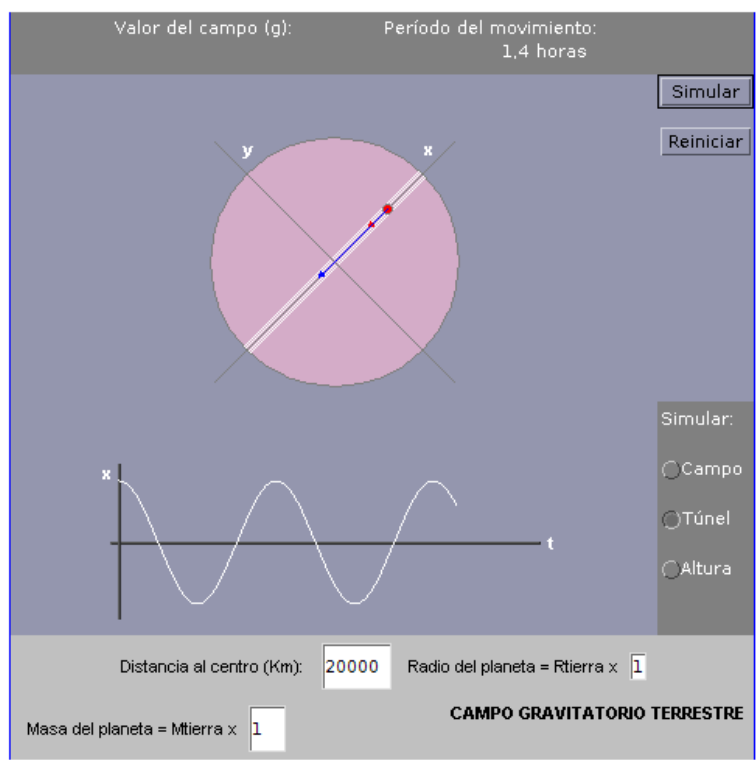 Valor del campo (g): Período del movimiento:
1,4 horas
Simular
Reiniciar
y x
Simular:
Campo
Túnel
Altura
x
t
Distancia al centro (Km): 20000 Radio del planeta = Rtierra x 1
Masa del planeta = Mtierra x 1
CAMPO GRAVITATORIO TERRESTRE